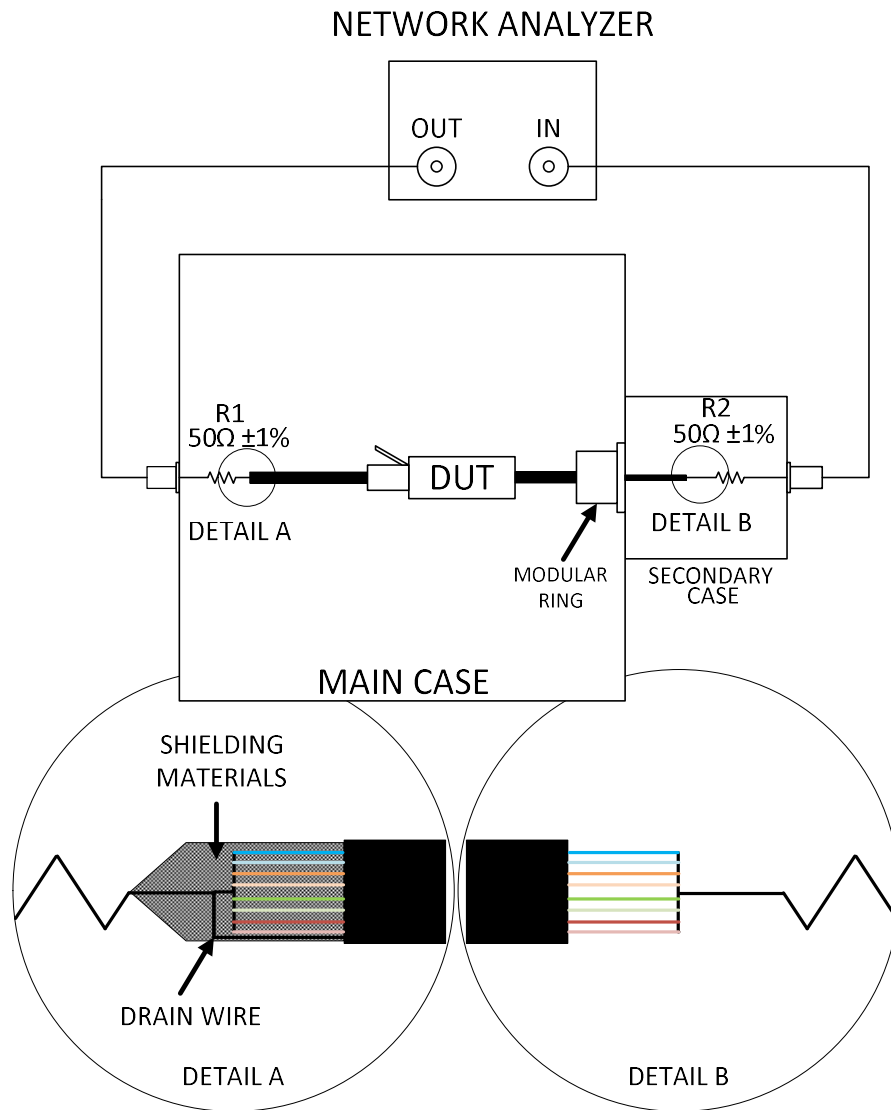 NETWORK ANALYZER
OUT
IN
R1
50Ω ±1%
R2
50Ω ±1%
DUT
DETAIL A
DETAIL B
MODULAR
RING
SECONDARY
CASE
MAIN CASE
SHIELDING
MATERIALS
DRAIN WIRE
DETAIL A
DETAIL B